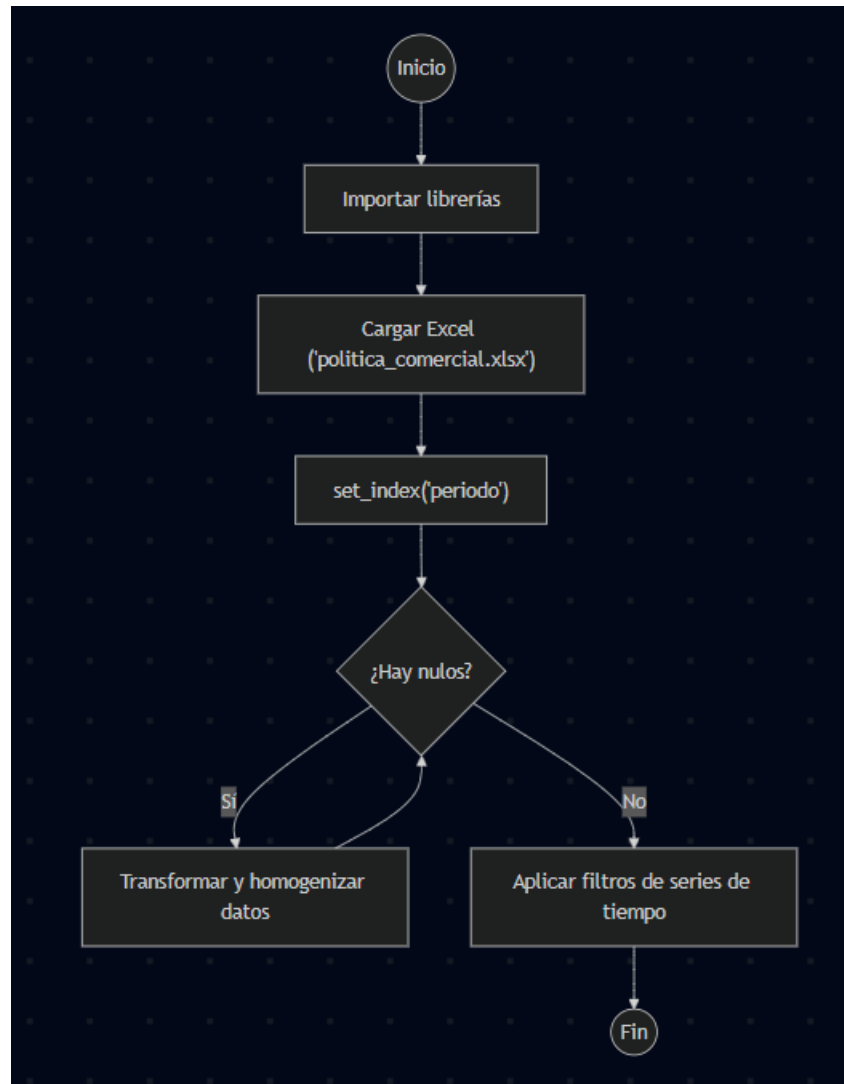 Inicio
Importar librerías
Cargar Excel
('politica_comercial.xlsx')
set_index('periodo')
¿Hay nulos?
Sí
No
Transformar y homogenizar
datos
Aplicar filtros de series de
tiempo
Fin